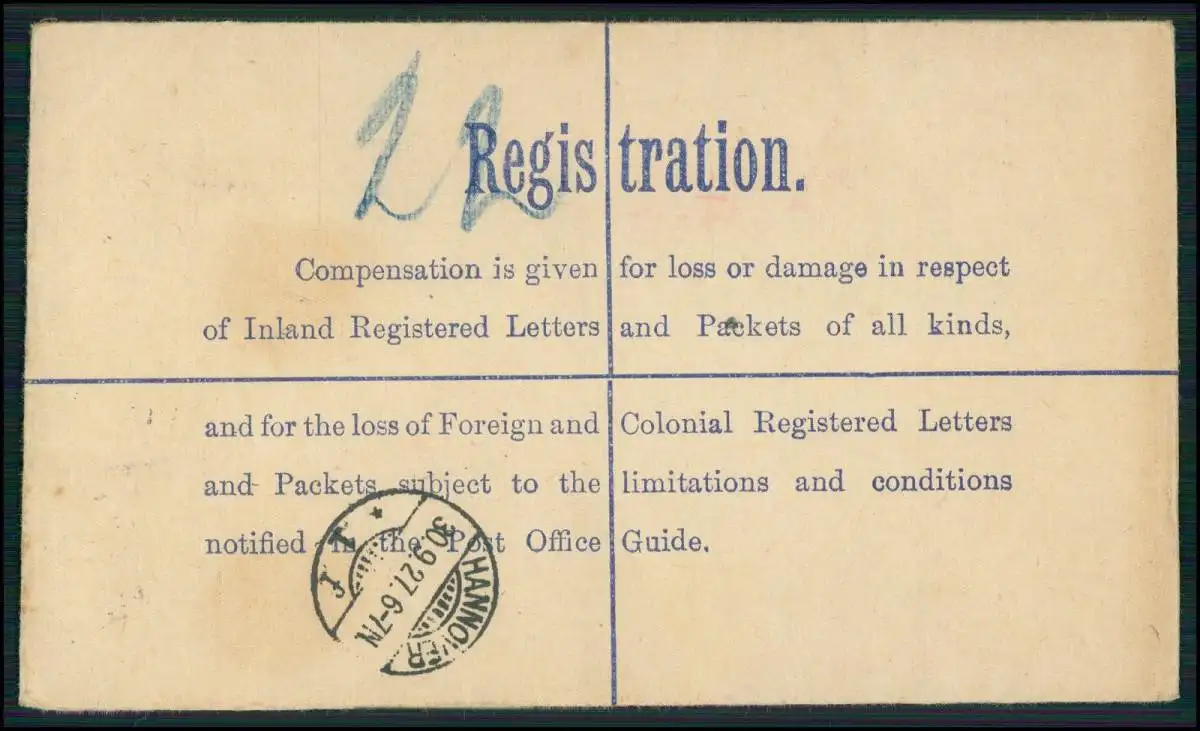 22
Registration.
Compensation is given for loss or damage in respect
of Inland Registered Letters and Packets of all kinds,
and for the loss of Foreign and Colonial Registered Letters
and Packets subject to the limitations and conditions
notified in the Post Office Guide.
HANNOVER
30.9.27.6-7N